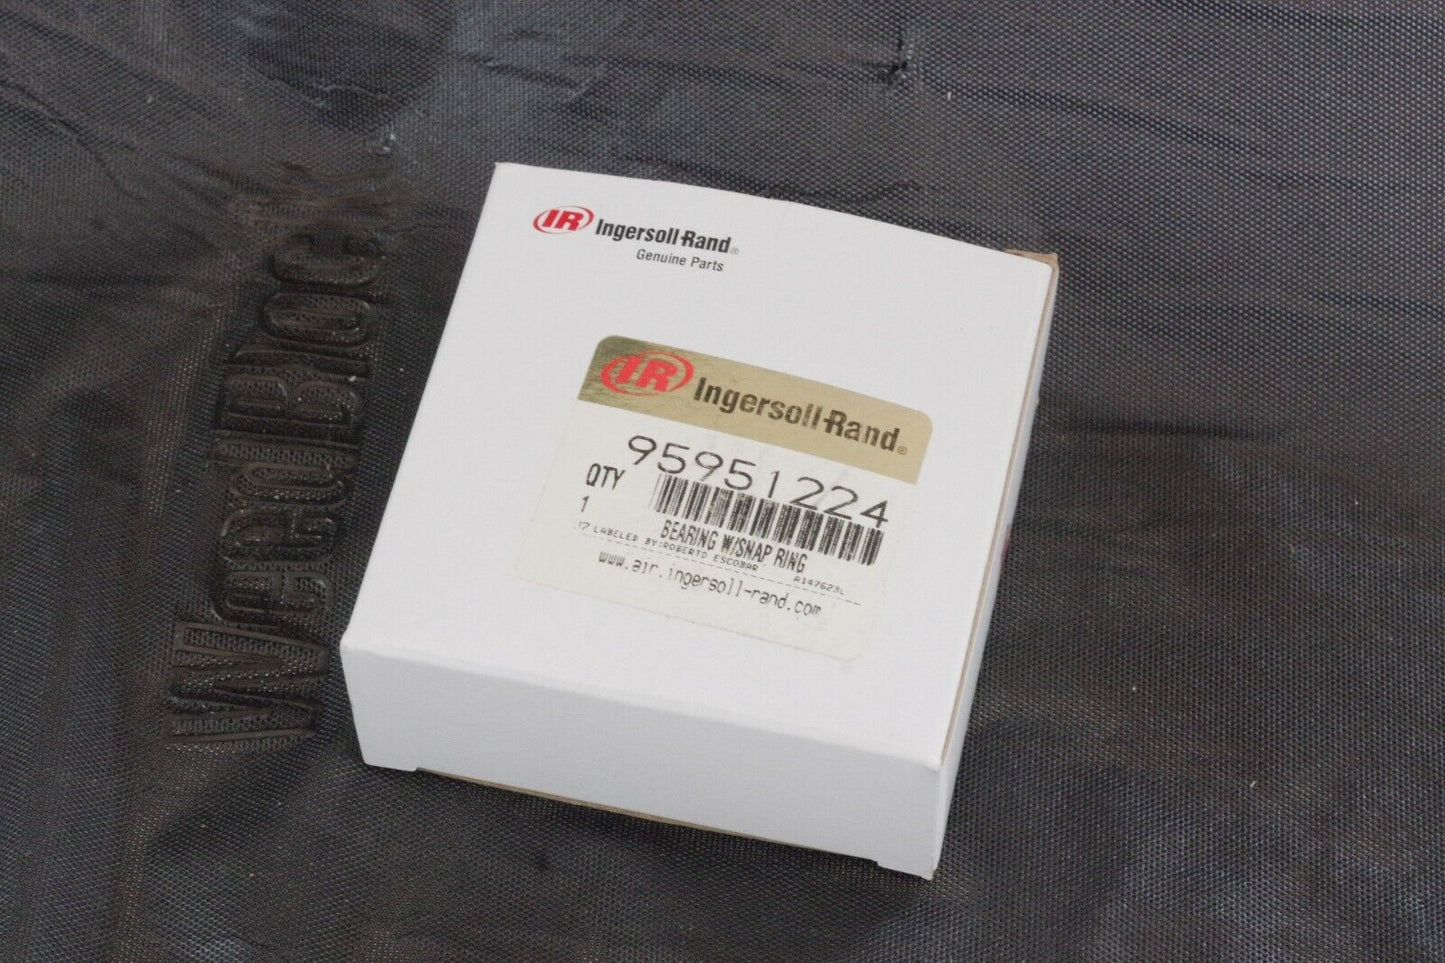 IR Ingersoll-Rand®
Genuine Parts
IR Ingersoll-Rand®
95951224
QTY
1
BEARING W/SNAP RING
LABELED BY:ROBERTO ESCOBAR
www.air.ingersoll-rand.com
WeedBlock